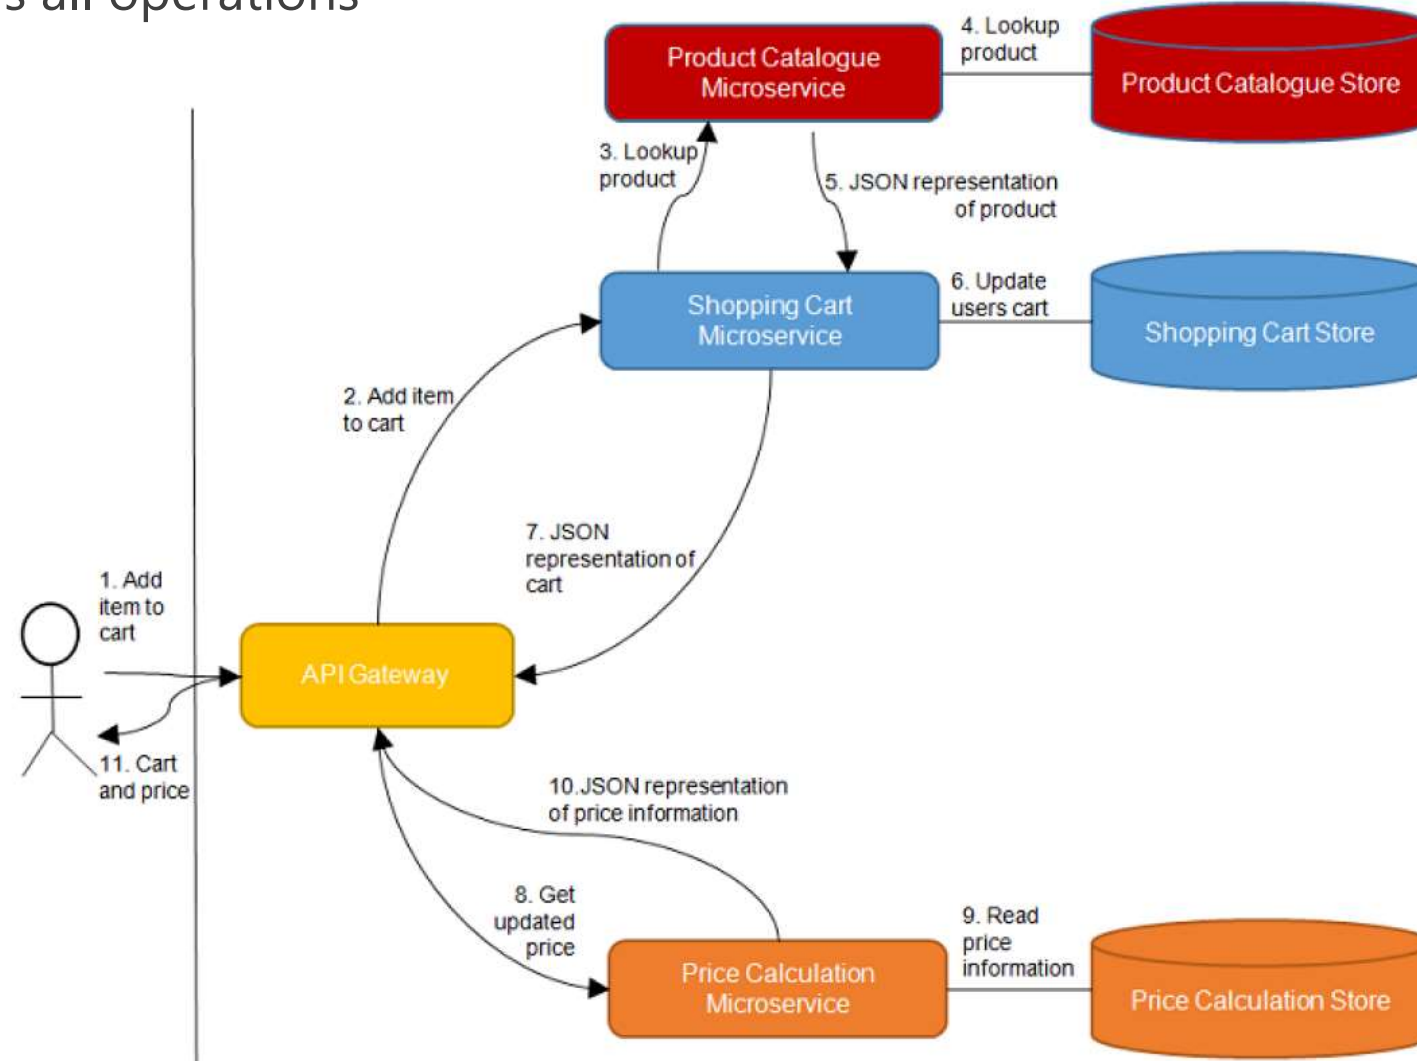 all operations
4. Lookup
product
Product Catalogue
Microservice
Product Catalogue Store
3. Lookup
product
5. JSON representation
of product
6. Update
users cart
Shopping Cart
Microservice
Shopping Cart Store
2. Add item
to cart
7. JSON
representation of
cart
1. Add
item to
cart
API Gateway
11. Cart
and price
10.JSON representation
of price information
8. Get
updated
price
9. Read
price
information
Price Calculation
Microservice
Price Calculation Store